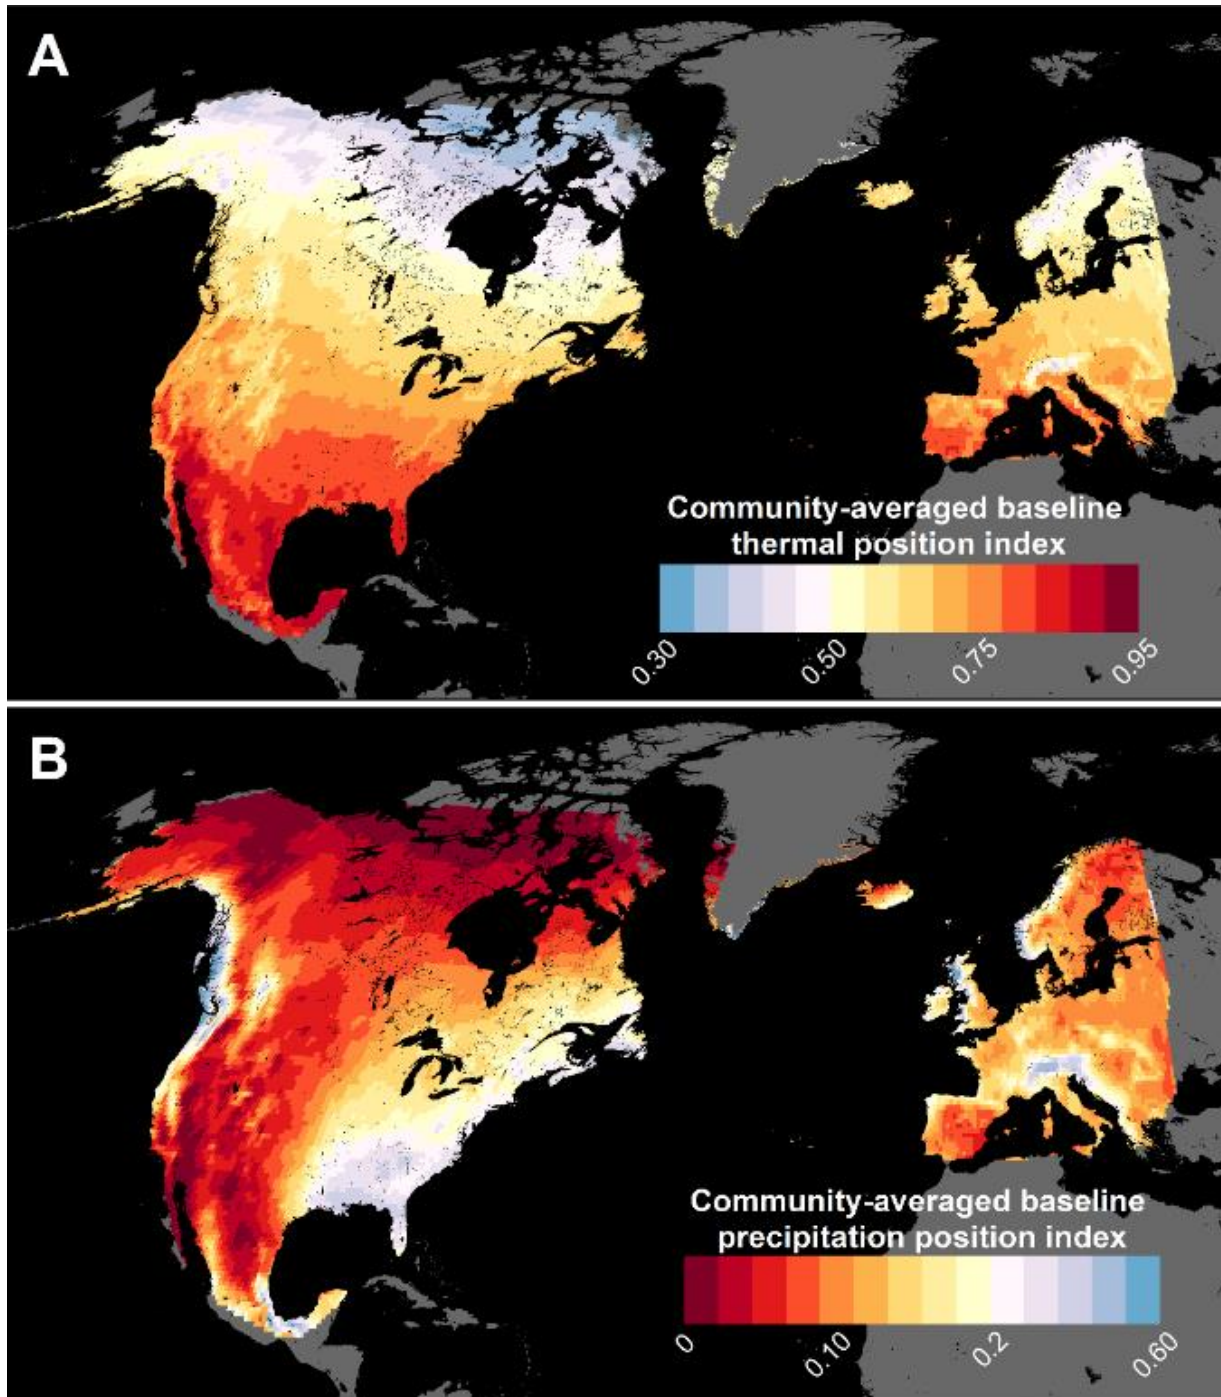 A
Community-averaged baseline
thermal position index
0.30
0.50
0.75
0.95
B
Community-averaged baseline
precipitation position index
0
0.10
0.2
0.60